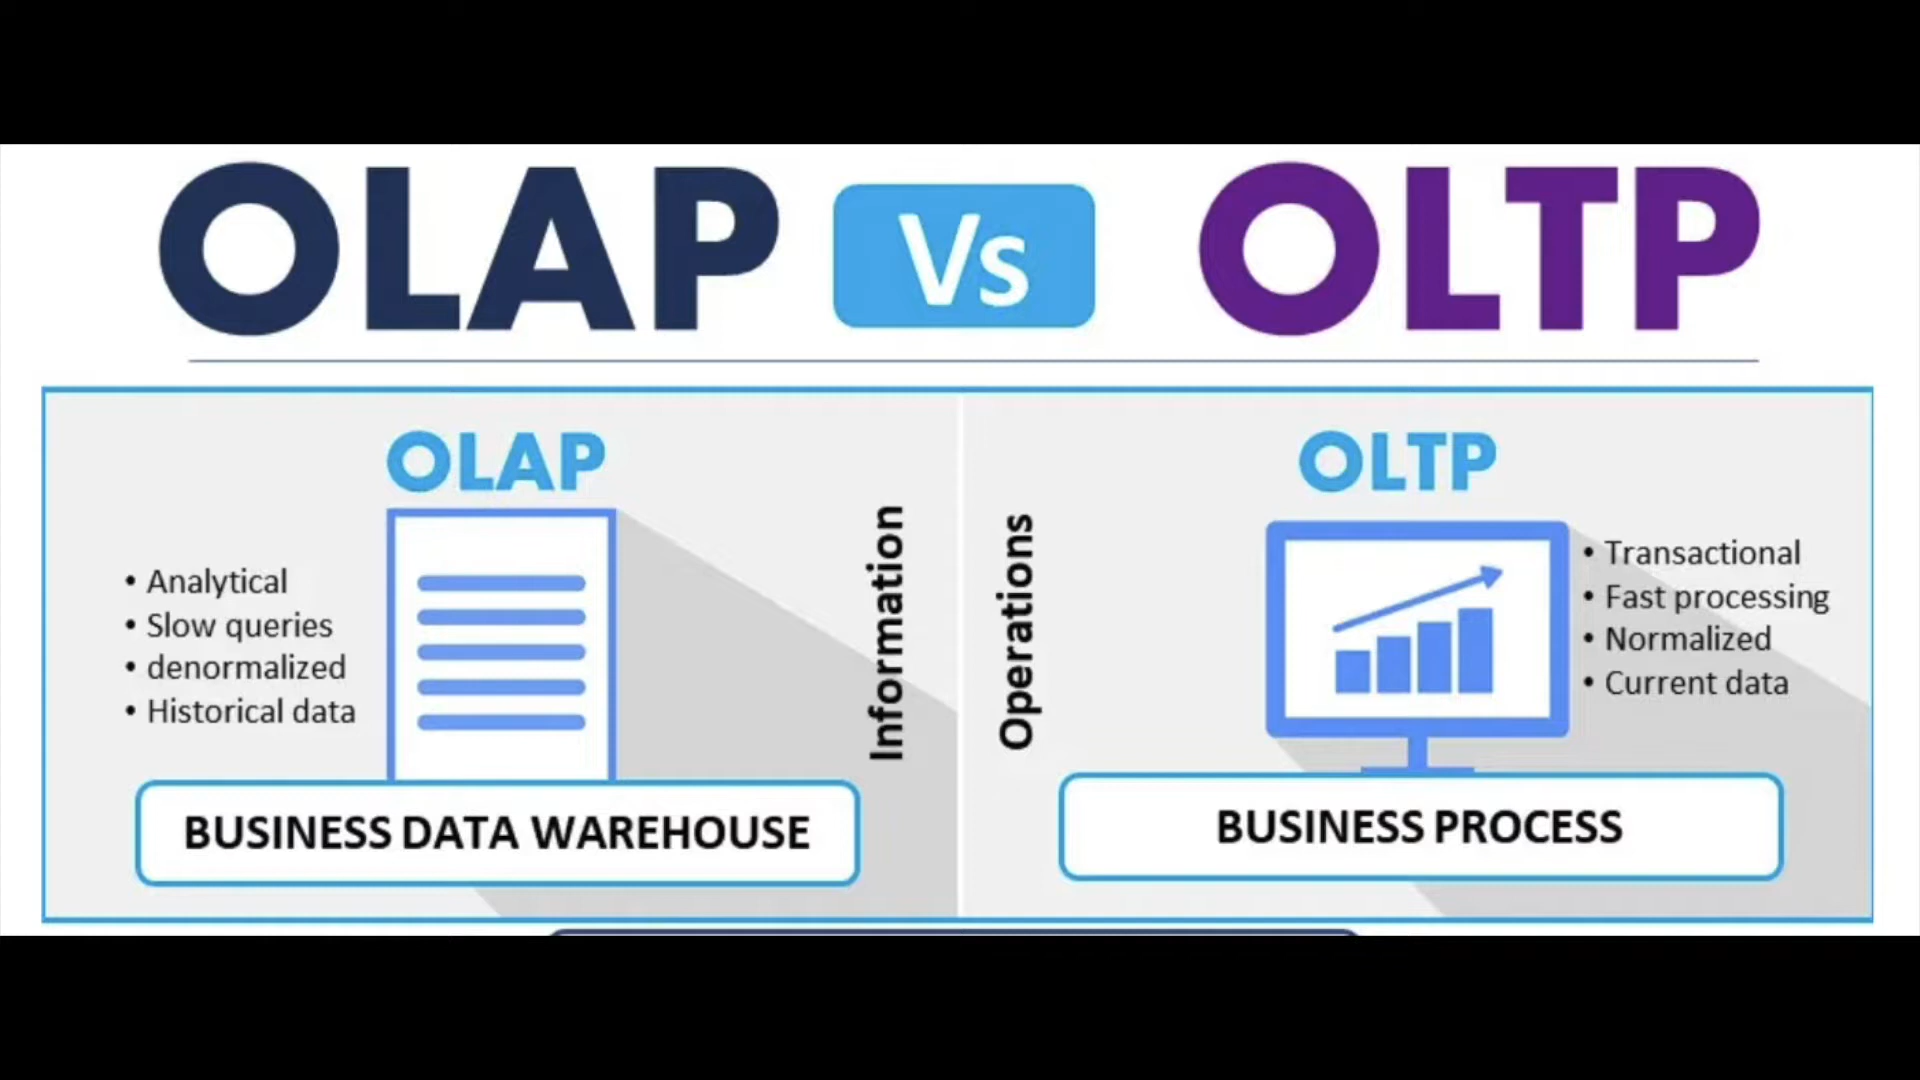 OLAP Vs OLTP
OLAP
• Analytical
• Slow queries
• denormalized
• Historical data
Information
BUSINESS DATA WAREHOUSE
OLTP
Operations
• Transactional
• Fast processing
• Normalized
• Current data
BUSINESS PROCESS